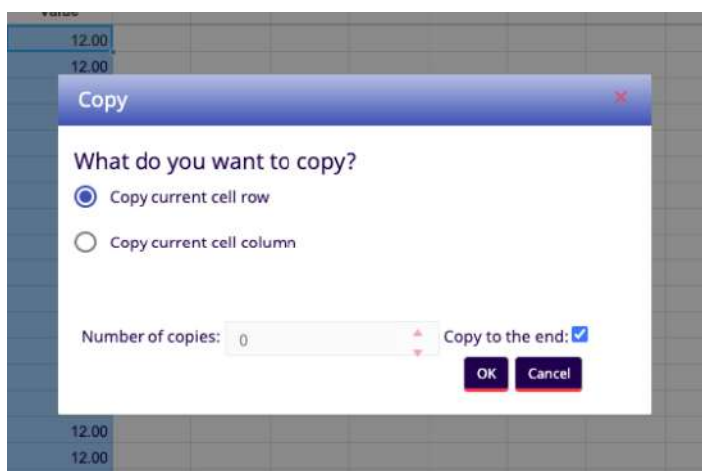 Value
12.00
12.00
Copy
What do you want to copy?
Copy current cell row
Copy current cell column
Number of copies: 0 Copy to the end:
OK Cancel
12.00
12.00